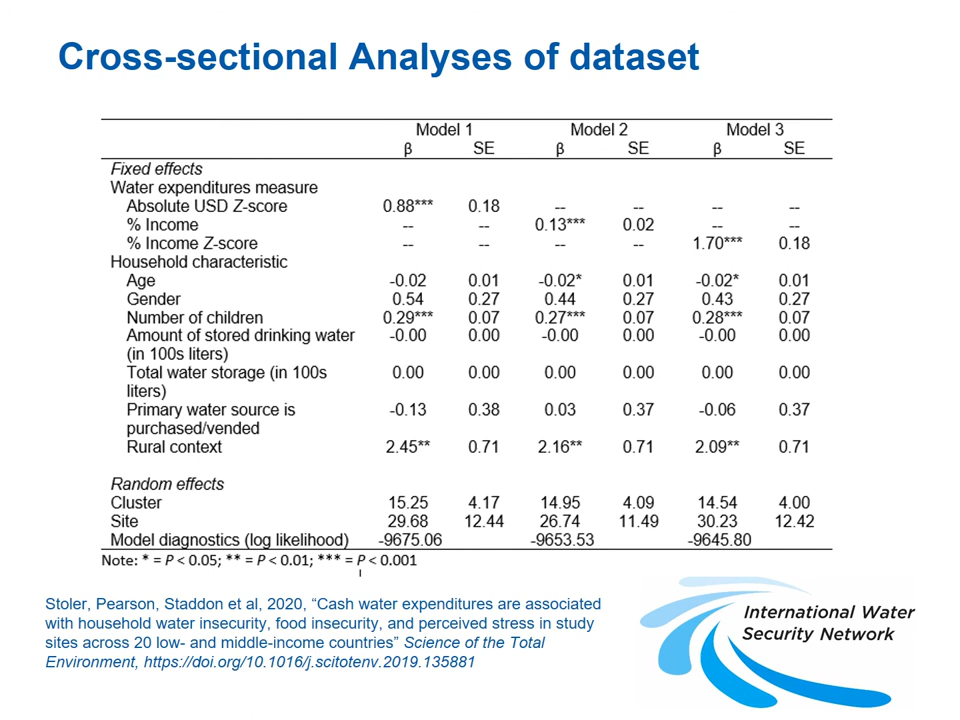 Cross-sectional Analyses of dataset
Model 1 Model 2 Model 3
β SE β SE β SE
Fixed effects
Water expenditures measure
Absolute USD Z-score 0.88*** 0.18 -- -- -- --
% Income -- -- 0.13*** 0.02 -- --
% Income Z-score -- -- -- -- 1.70*** 0.18
Household characteristic
Age -0.02 0.01 -0.02* 0.01 -0.02* 0.01
Gender 0.54 0.27 0.44 0.27 0.43 0.27
Number of children 0.29*** 0.07 0.27*** 0.07 0.28*** 0.07
Amount of stored drinking water -0.00 0.00 -0.00 0.00 -0.00 0.00
(in 100s liters)
Total water storage (in 100s 0.00 0.00 0.00 0.00 0.00 0.00
liters)
Primary water source is -0.13 0.38 0.03 0.37 -0.06 0.37
purchased/vended
Rural context 2.45** 0.71 2.16** 0.71 2.09** 0.71
Random effects
Cluster 15.25 4.17 14.95 4.09 14.54 4.00
Site 29.68 12.44 26.74 11.49 30.23 12.42
Model diagnostics (log likelihood) -9675.06 -9653.53 -9645.80
Note: * = P < 0.05; ** = P < 0.01; *** = P < 0.001
Stoler, Pearson, Staddon et al, 2020, “Cash water expenditures are associated
with household water insecurity, food insecurity, and perceived stress in study
sites across 20 low- and middle-income countries” Science of the Total
Environment, https://doi.org/10.1016/j.scitotenv.2019.135881
International Water
Security Network